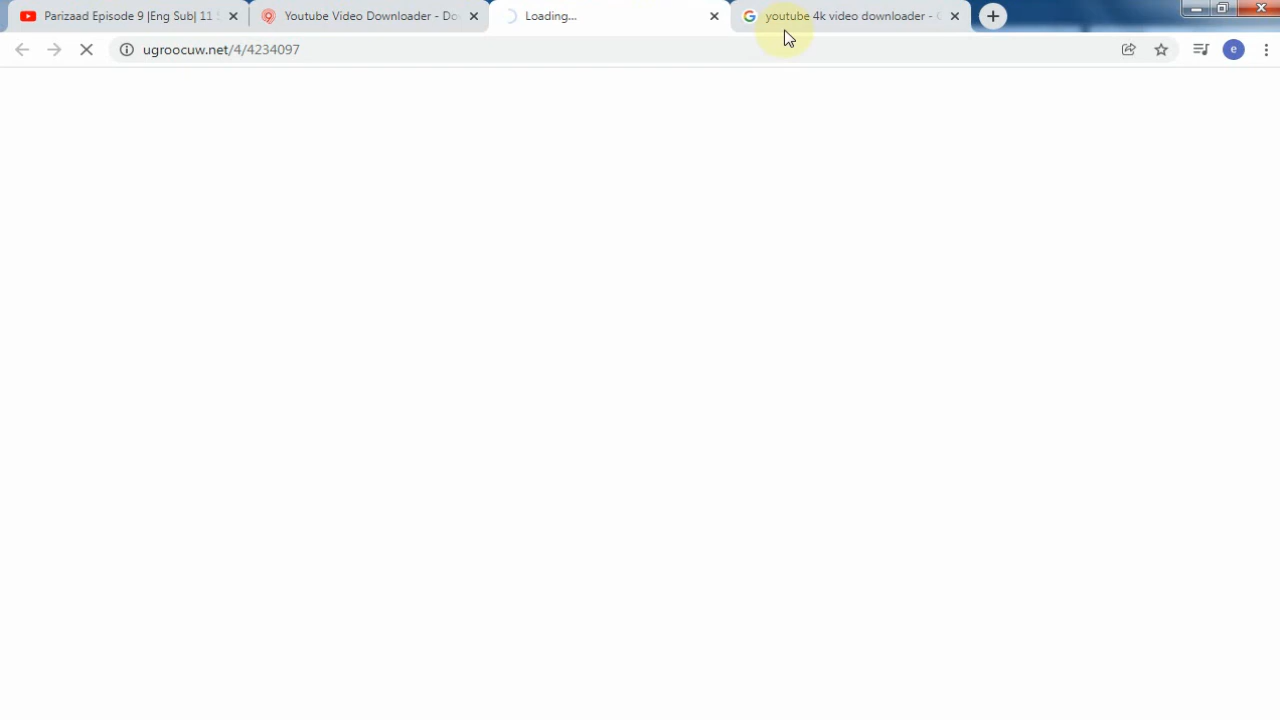 Parizaad Episode 9 |Eng Sub| 11
Youtube Video Downloader - Do
Loading...
youtube 4k video downloader -
ugroocuw.net/4/4234097
e